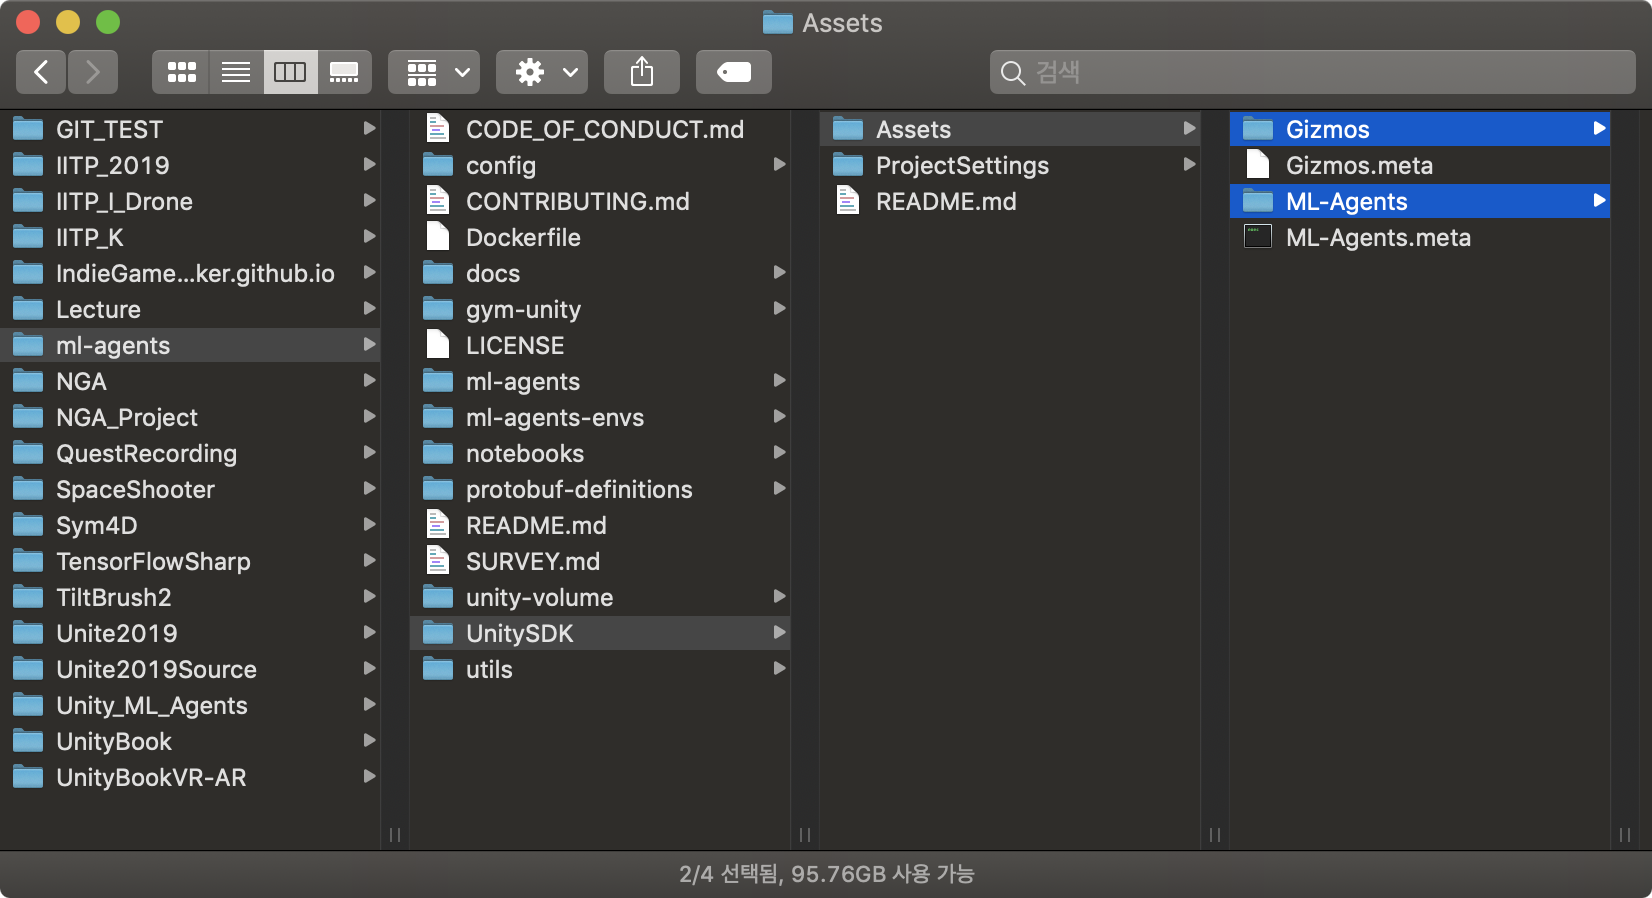 Assets
검색
GIT_TEST
IITP_2019
IITP_I_Drone
IITP_K
IndieGame...ker.github.io
Lecture
ml-agents
NGA
NGA_Project
QuestRecording
SpaceShooter
Sym4D
TensorFlowSharp
TiltBrush2
Unite2019
Unite2019Source
Unity_ML_Agents
UnityBook
UnityBookVR-AR
CODE_OF_CONDUCT.md
config
CONTRIBUTING.md
Dockerfile
docs
gym-unity
LICENSE
ml-agents
ml-agents-envs
notebooks
protobuf-definitions
README.md
SURVEY.md
unity-volume
UnitySDK
utils
Assets
ProjectSettings
README.md
Gizmos
Gizmos.meta
ML-Agents
ML-Agents.meta
2/4 선택됨, 95.76GB 사용 가능